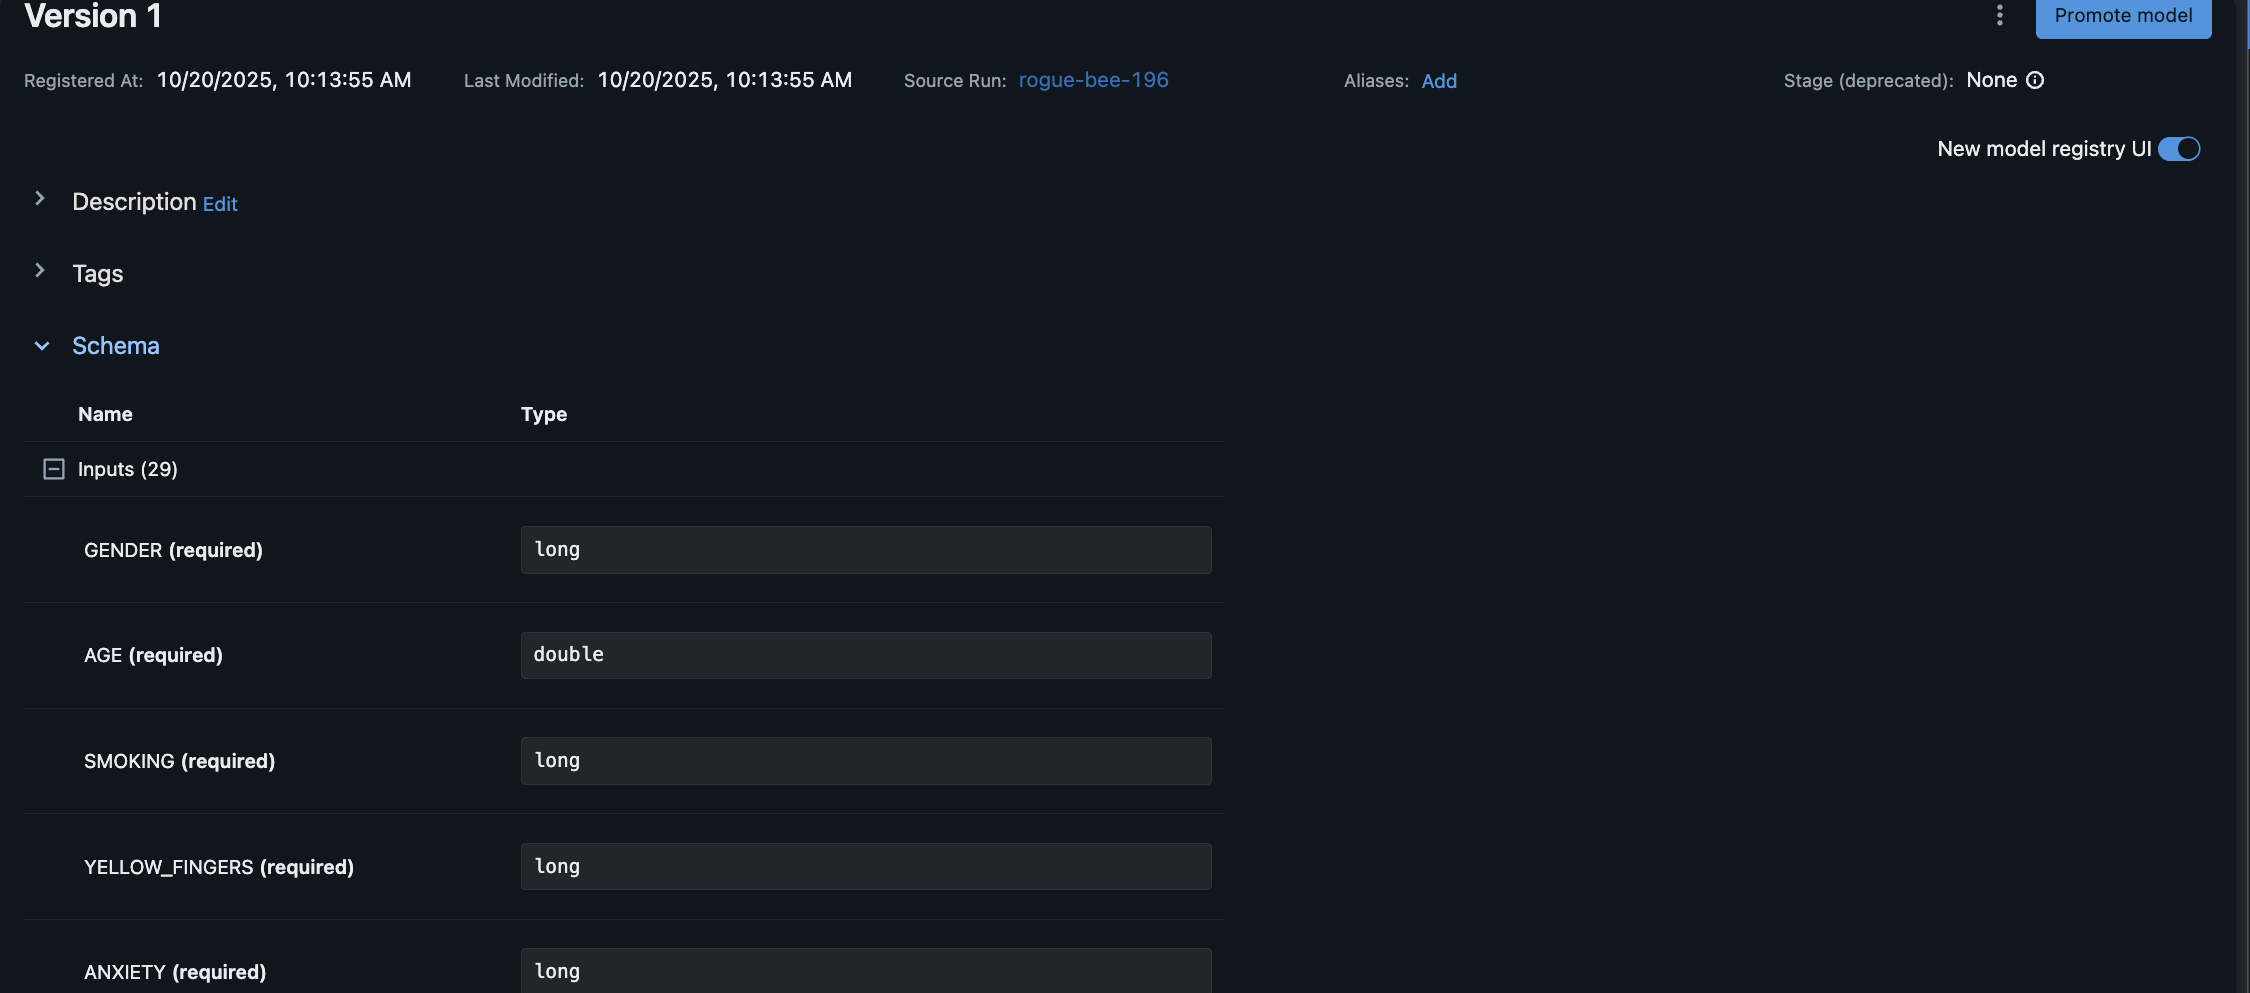 Version 1
Promote model
Registered At: 10/20/2025, 10:13:55 AM Last Modified: 10/20/2025, 10:13:55 AM Source Run: rogue-bee-196 Aliases: Add Stage (deprecated): None
New model registry UI
Description Edit
Tags
Schema
Name Type
Inputs (29)
GENDER (required) long
AGE (required) double
SMOKING (required) long
YELLOW_FINGERS (required) long
ANXIETY (required) long